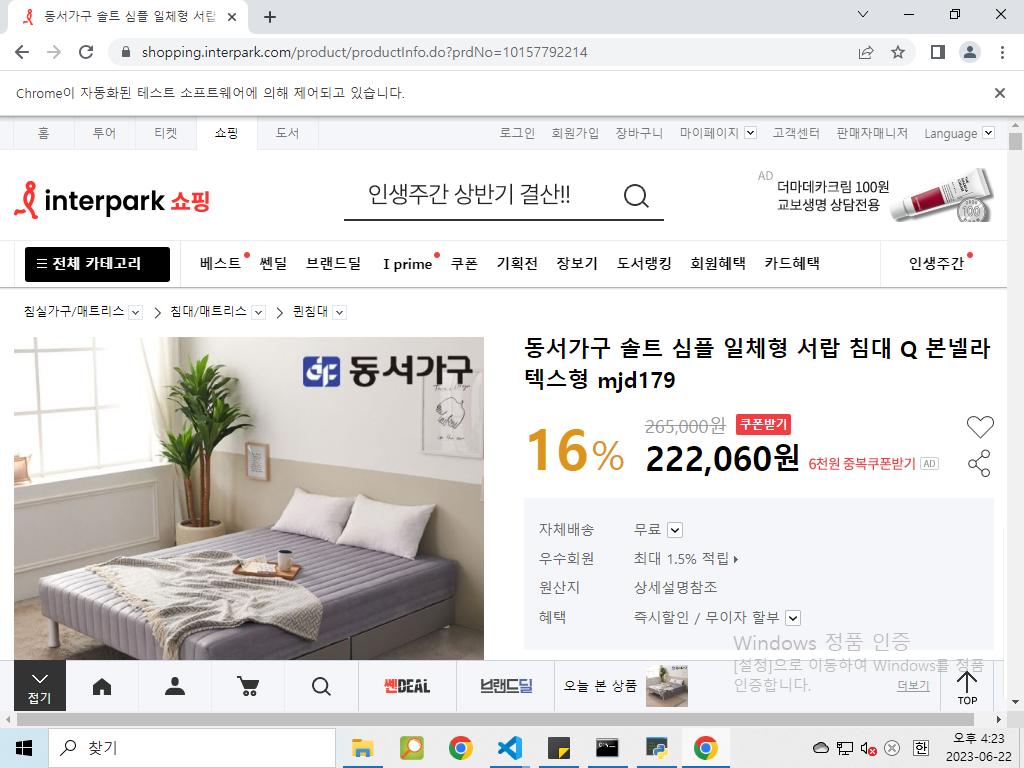 동서가구 솔트 심플 일체형 서랍
shopping.interpark.com/product/productInfo.do?prdNo=10157792214
Chrome이 자동화된 테스트 소프트웨어에 의해 제어되고 있습니다.
홈 투어 티켓 쇼핑 도서 로그인 회원가입 장바구니 마이페이지 고객센터 판매자매니저 Language
interpark 쇼핑
인생주간 상반기 결산!!
AD
더마데카크림 100원
교보생명 상담전용
전체 카테고리 베스트 쎈딜 브랜드딜 I prime 쿠폰 기획전 장보기 도서랭킹 회원혜택 카드혜택 인생주간
침실가구/매트리스 침대/매트리스 퀸침대
동서가구
동서가구 솔트 심플 일체형 서랍 침대 Q 본넬라
텍스형 mjd179
16%
265,000원 쿠폰받기
222,060원 6천원 중복쿠폰받기 AD
자체배송 무료
우수회원 최대 1.5% 적립
원산지 상세설명참조
혜택 즉시할인 / 무이자 할부
Windows 정품 인증
[설정]으로 이동하여 Windows를 정품
인증합니다.
접기
쎈DEAL
브랜드딜
오늘 본 상품
더보기
TOP
찾기
한
오후 4:23
2023-06-22